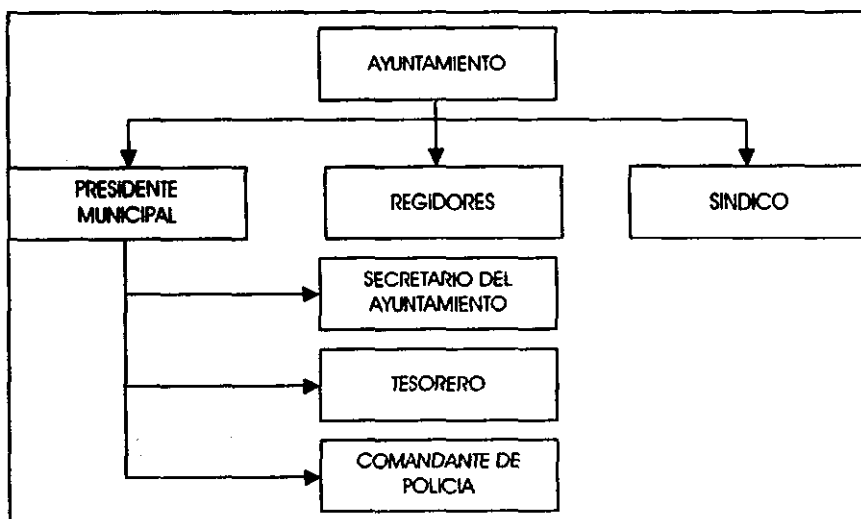 AYUNTAMIENTO
PRESIDENTE
MUNICIPAL
REGIDORES
SINDICO
SECRETARIO DEL
AYUNTAMIENTO
TESORERO
COMANDANTE DE
POLICIA